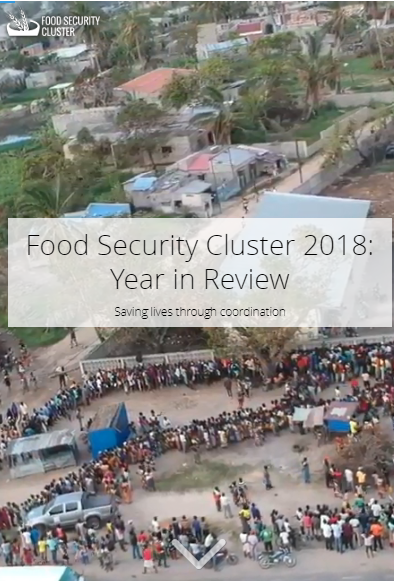 FOOD SECURITY
CLUSTER
Food Security Cluster 2018:
Year in Review
Saving lives through coordination